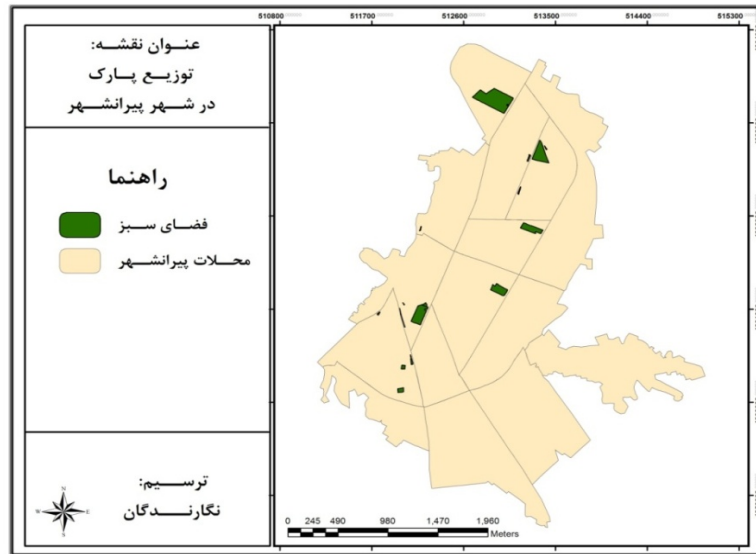 510800 511700 512600 513500 514400 515300
عنوان نقشه:
توزیع پارک
در شهر پیرانشهر
راهنما
فضای سبز
محلات پیرانشهر
ترسیم:
نگارندگان
N
W E
S
0 245 490 980 1,470 1,960
Meters